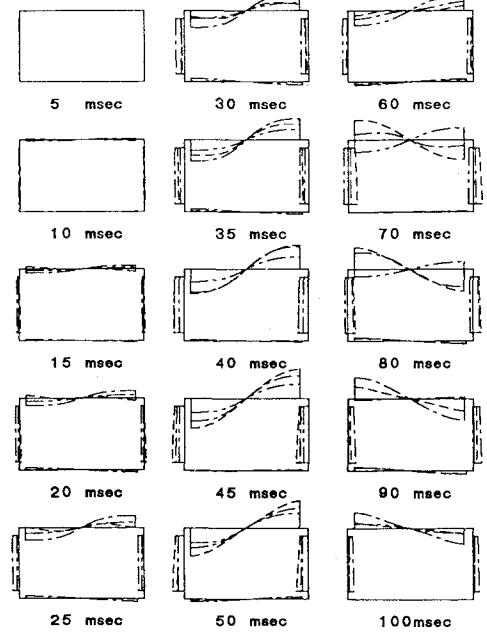 5 msec
30 msec
60 msec
10 msec
35 msec
70 msec
15 msec
40 msec
80 msec
20 msec
45 msec
90 msec
25 msec
50 msec
100msec